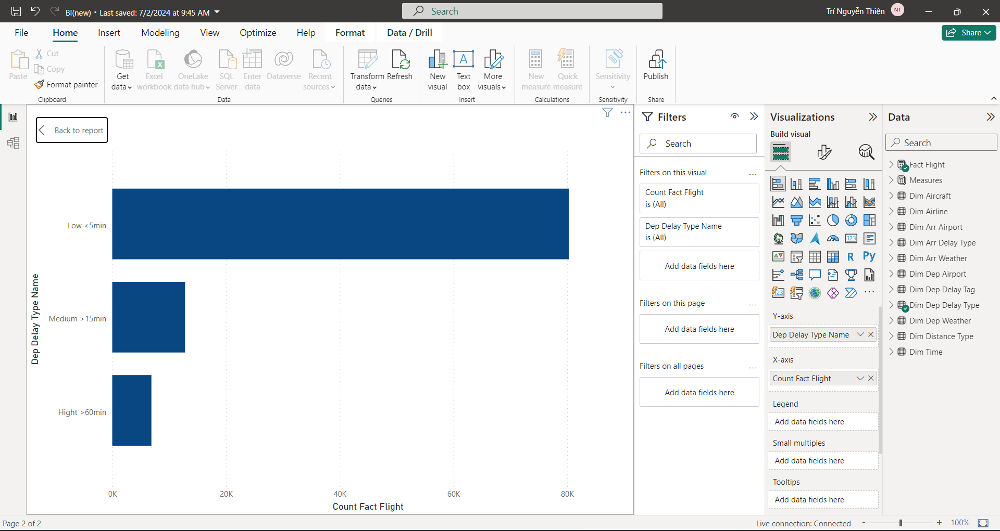 BI(new) • Last saved: 7/2/2024 at 9:45 AM
Search
Trí Nguyễn Thiện
NT
File
Home
Insert
Modeling
View
Optimize
Help
Format
Data / Drill
Share
Paste
Cut
Copy
Format painter
Clipboard
Get
data
Excel
workbook
OneLake
data hub
SQL
Server
Enter
data
Dataverse
Recent
sources
Data
Transform
data
Refresh
Queries
New
visual
Text
box
More
visuals
Insert
New
measure
Quick
measure
Calculations
Sensitivity
Sensitivity
Publish
Share
Back to report
Dep Delay Type Name
Low <5min
Medium >15min
Hight >60min
0K
20K
40K
60K
80K
Count Fact Flight
Filters
Search
Filters on this visual
...
Count Fact Flight
is (All)
Dep Delay Type Name
is (All)
Add data fields here
Filters on this page
...
Add data fields here
Filters on all pages
...
Add data fields here
Visualizations
Build visual
123
R
Py
123
...
Y-axis
Dep Delay Type Name
X-axis
Count Fact Flight
Legend
Add data fields here
Small multiples
Add data fields here
Tooltips
Add data fields here
Data
Search
Fact Flight
Measures
Dim Aircraft
Dim Airline
Dim Arr Airport
Dim Arr Delay Type
Dim Arr Weather
Dim Dep Airport
Dim Dep Delay Tag
Dim Dep Delay Type
Dim Dep Weather
Dim Distance Type
Dim Time
Page 2 of 2
Live connection: Connected
- + 100%